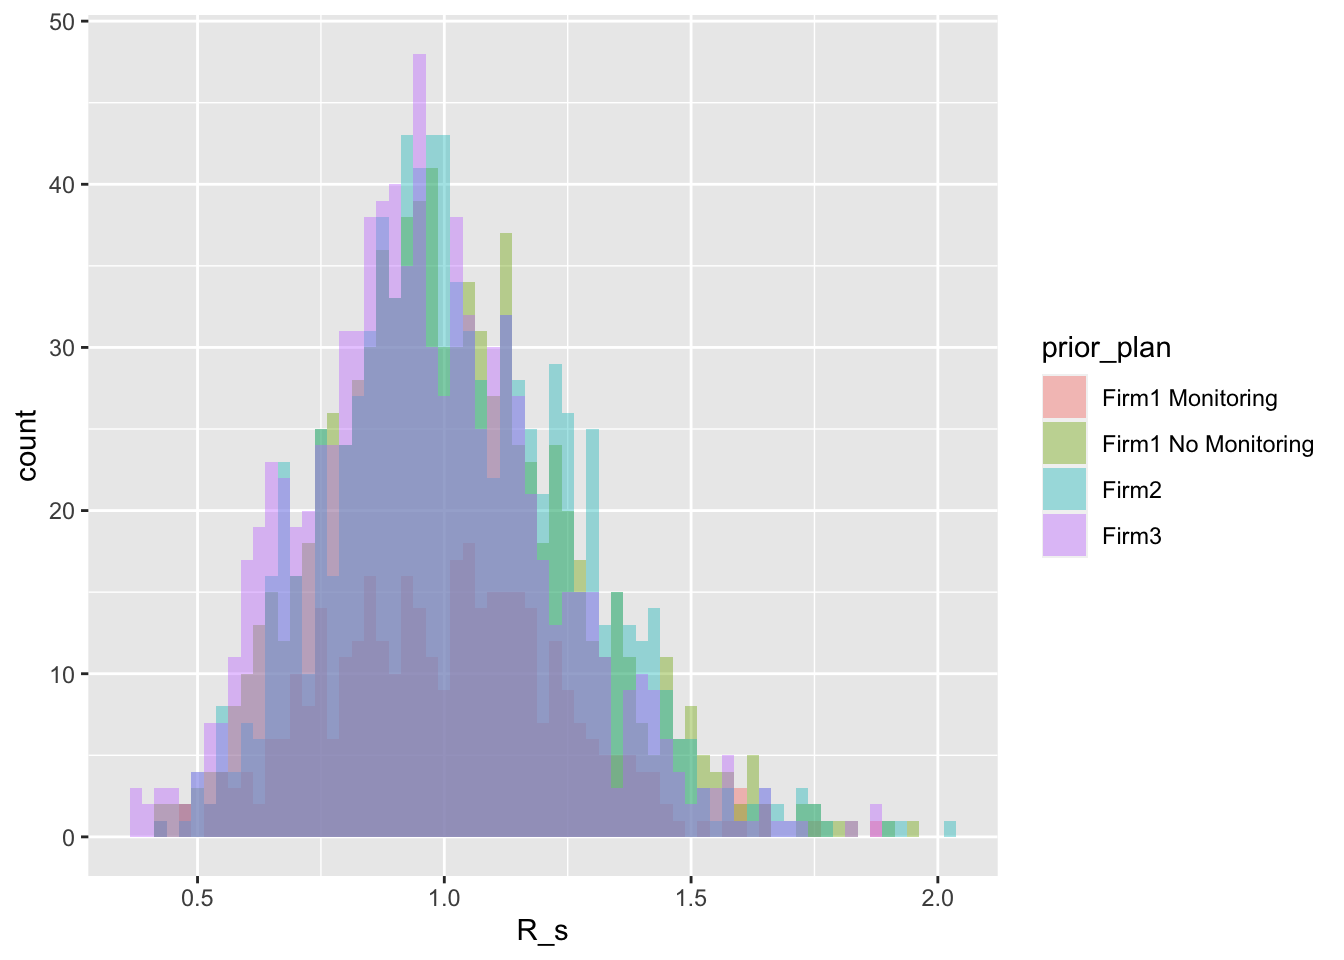 50
40
30
20
10
0
count
0.5
1.0
1.5
2.0
R_s
prior_plan
Firm1 Monitoring
Firm1 No Monitoring
Firm2
Firm3